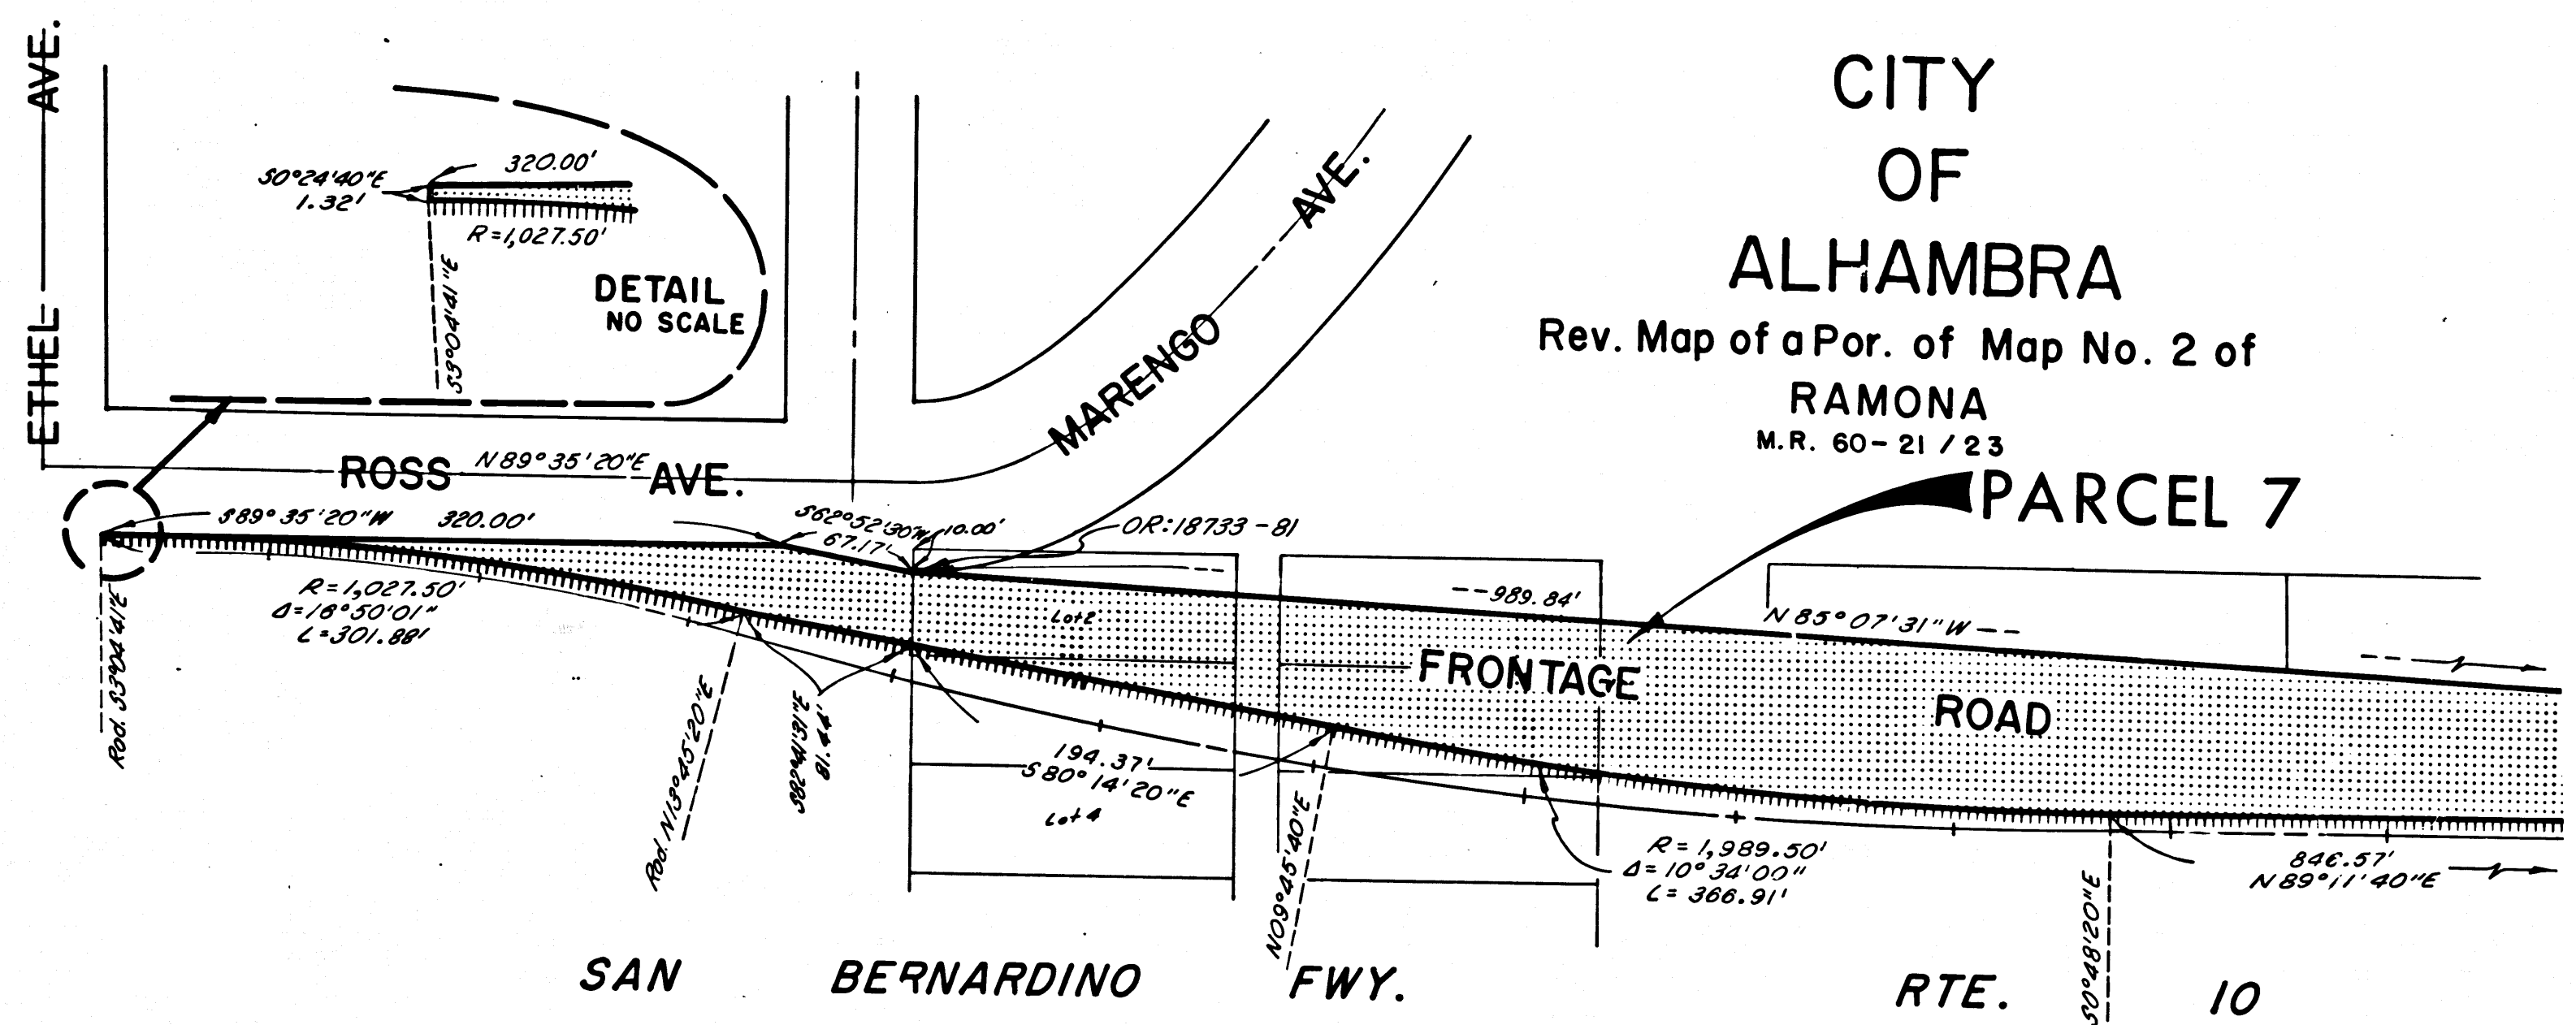 CITY
OF
ALHAMBRA
Rev. Map of a Por. of Map No. 2 of
RAMONA
M.R. 60-21/23
PARCEL 7
ETHEL AVE.
S0°24'40"E
1.32'
320.00'
R=1,027.50'
S3°04'41"E
DETAIL
NO SCALE
MARENGO AVE.
ROSS AVE.
N89°35'20"E
S89°35'20"W 320.00'
S62°52'30"W
67.17'
10.00'
OR:18733-81
R=1,027.50'
Δ=16°50'01"
L=301.88'
Rad. S3°04'41"E
Rad. N13°45'20"E
81.44'
Lot 2
--989.84'
N85°07'31"W--
FRONTAGE ROAD
194.37'
S80°14'20"E
Lot 4
N09°45'40"E
R=1,989.50'
Δ=10°34'00"
L=366.91'
S0°48'20"E
846.57'
N89°11'40"E
SAN BERNARDINO FWY. RTE. 10